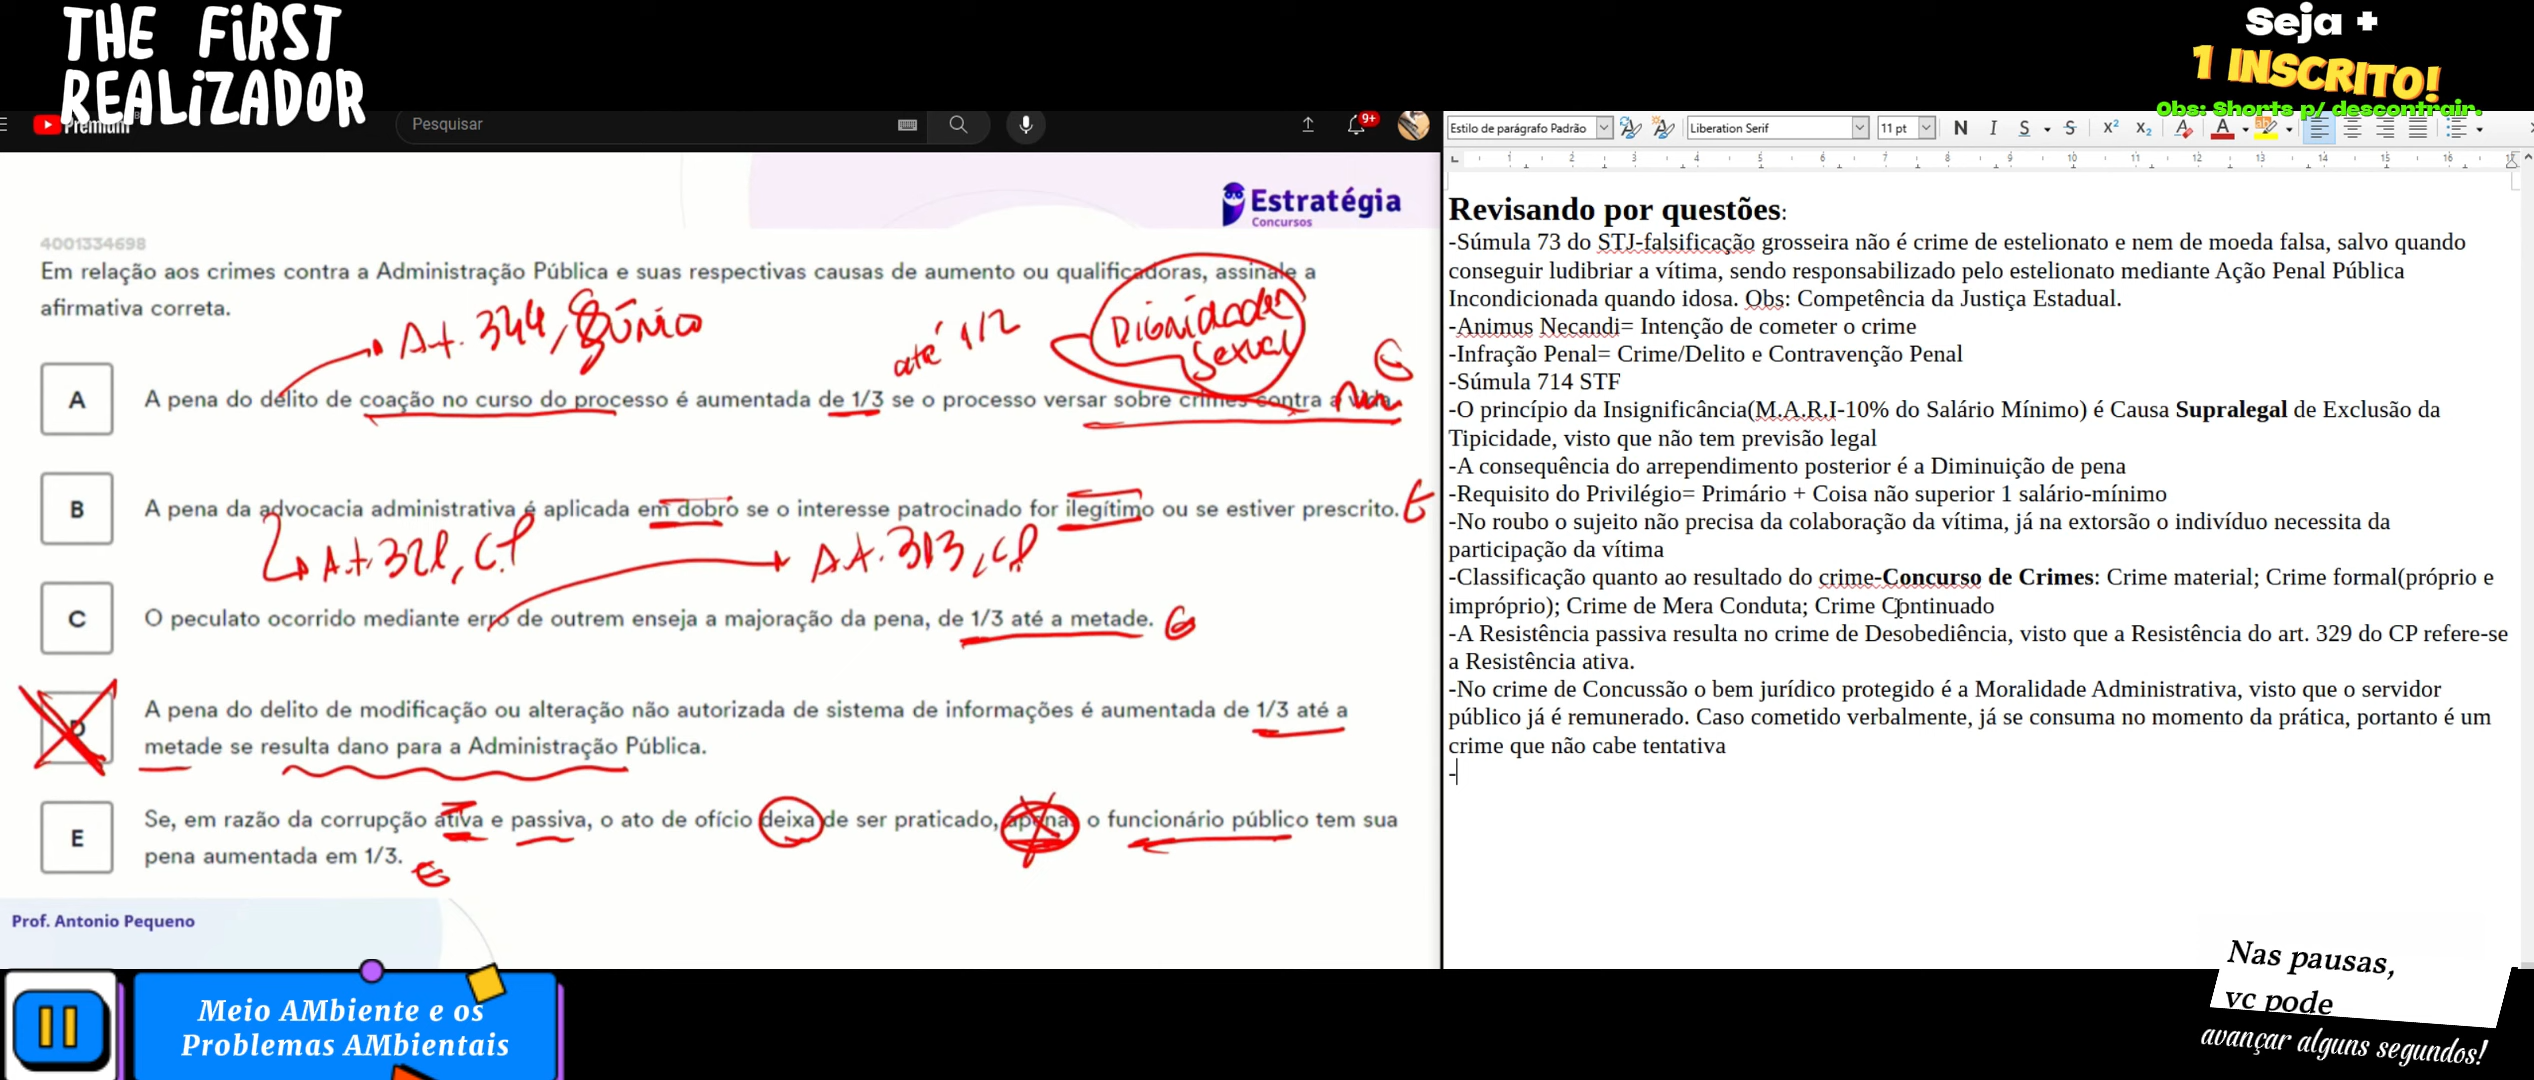 THE FiRST
REALiZADOR
Seja +
1 INSCRITO!
Obs: Shorts p/ descontrair.
Premium
Pesquisar
9+
Estilo de parágrafo Padrão
Liberation Serif
11 pt
N I S S X² X₂ A
1 2 3 4 5 6 7 8 9 10 11 12 13 14 15 16
Estratégia
Concursos
4001334698
Em relação aos crimes contra a Administração Pública e suas respectivas causas de aumento ou qualificadoras, assinale a
afirmativa correta.
Art. 344, § único
até 1/2
Dignidade
Sexual
A
A pena do delito de coação no curso do processo é aumentada de 1/3 se o processo versar sobre crimes contra a vida.
B
A pena da advocacia administrativa é aplicada em dobro se o interesse patrocinado for ilegítimo ou se estiver prescrito.
Art. 321, CP
Art. 313, CP
C
O peculato ocorrido mediante erro de outrem enseja a majoração da pena, de 1/3 até a metade.
D
A pena do delito de modificação ou alteração não autorizada de sistema de informações é aumentada de 1/3 até a
metade se resulta dano para a Administração Pública.
E
Se, em razão da corrupção ativa e passiva, o ato de ofício deixa de ser praticado, apenas o funcionário público tem sua
pena aumentada em 1/3.
Prof. Antonio Pequeno
Revisando por questões:
-Súmula 73 do STJ-falsificação grosseira não é crime de estelionato e nem de moeda falsa, salvo quando
conseguir ludibriar a vítima, sendo responsabilizado pelo estelionato mediante Ação Penal Pública
Incondicionada quando idosa. Obs: Competência da Justiça Estadual.
-Animus Necandi= Intenção de cometer o crime
-Infração Penal= Crime/Delito e Contravenção Penal
-Súmula 714 STF
-O princípio da Insignificância(M.A.R.I-10% do Salário Mínimo) é Causa Supralegal de Exclusão da
Tipicidade, visto que não tem previsão legal
-A consequência do arrependimento posterior é a Diminuição de pena
-Requisito do Privilégio= Primário + Coisa não superior 1 salário-mínimo
-No roubo o sujeito não precisa da colaboração da vítima, já na extorsão o indivíduo necessita da
participação da vítima
-Classificação quanto ao resultado do crime-Concurso de Crimes: Crime material; Crime formal(próprio e
impróprio); Crime de Mera Conduta; Crime Continuado
-A Resistência passiva resulta no crime de Desobediência, visto que a Resistência do art. 329 do CP refere-se
a Resistência ativa.
-No crime de Concussão o bem jurídico protegido é a Moralidade Administrativa, visto que o servidor
público já é remunerado. Caso cometido verbalmente, já se consuma no momento da prática, portanto é um
crime que não cabe tentativa
-
Meio AMbiente e os
Problemas AMbientais
Nas pausas,
vc pode
avançar alguns segundos!